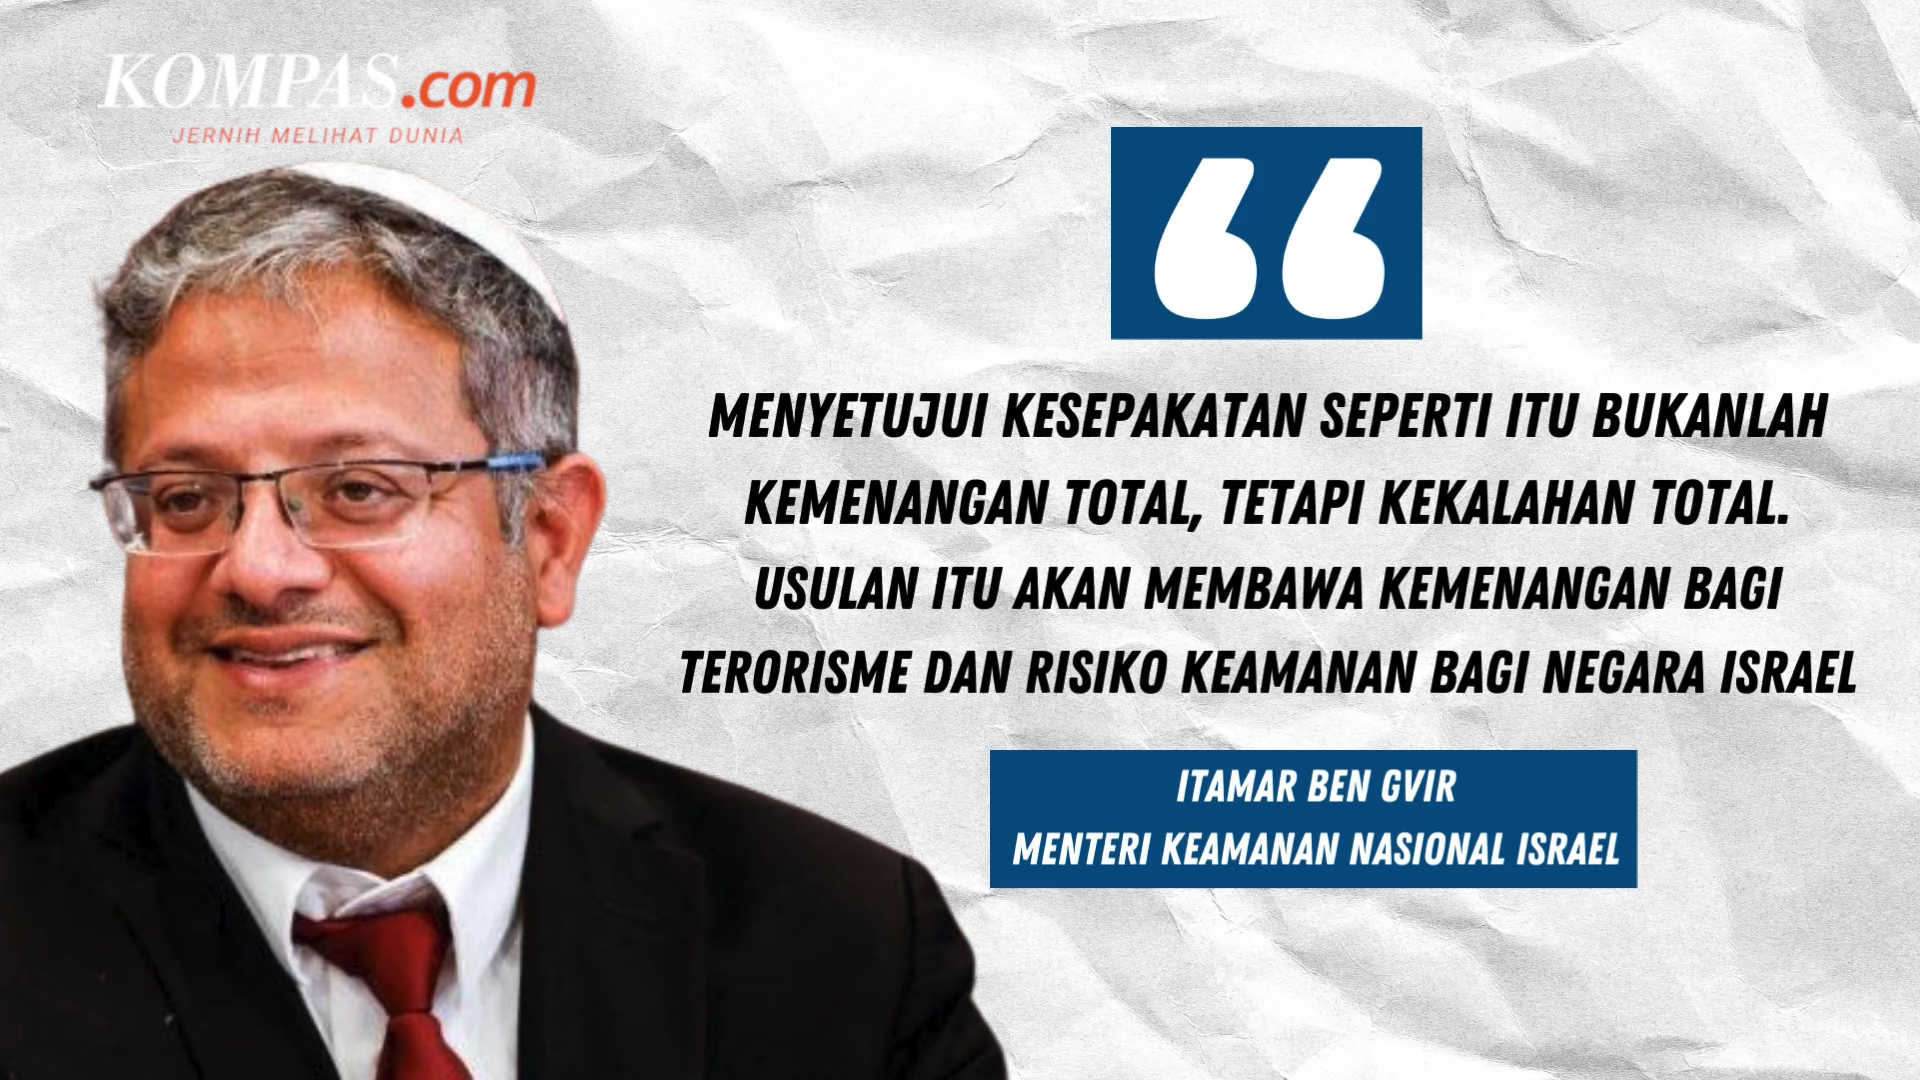 KOMPAS.com
JERNIH MELIHAT DUNIA
MENYETUJUI KESEPAKATAN SEPERTI ITU BUKANLAH
KEMENANGAN TOTAL, TETAPI KEKALAHAN TOTAL.
USULAN ITU AKAN MEMBAWA KEMENANGAN BAGI
TERORISME DAN RISIKO KEAMANAN BAGI NEGARA ISRAEL
ITAMAR BEN GVIR
MENTERI KEAMANAN NASIONAL ISRAEL